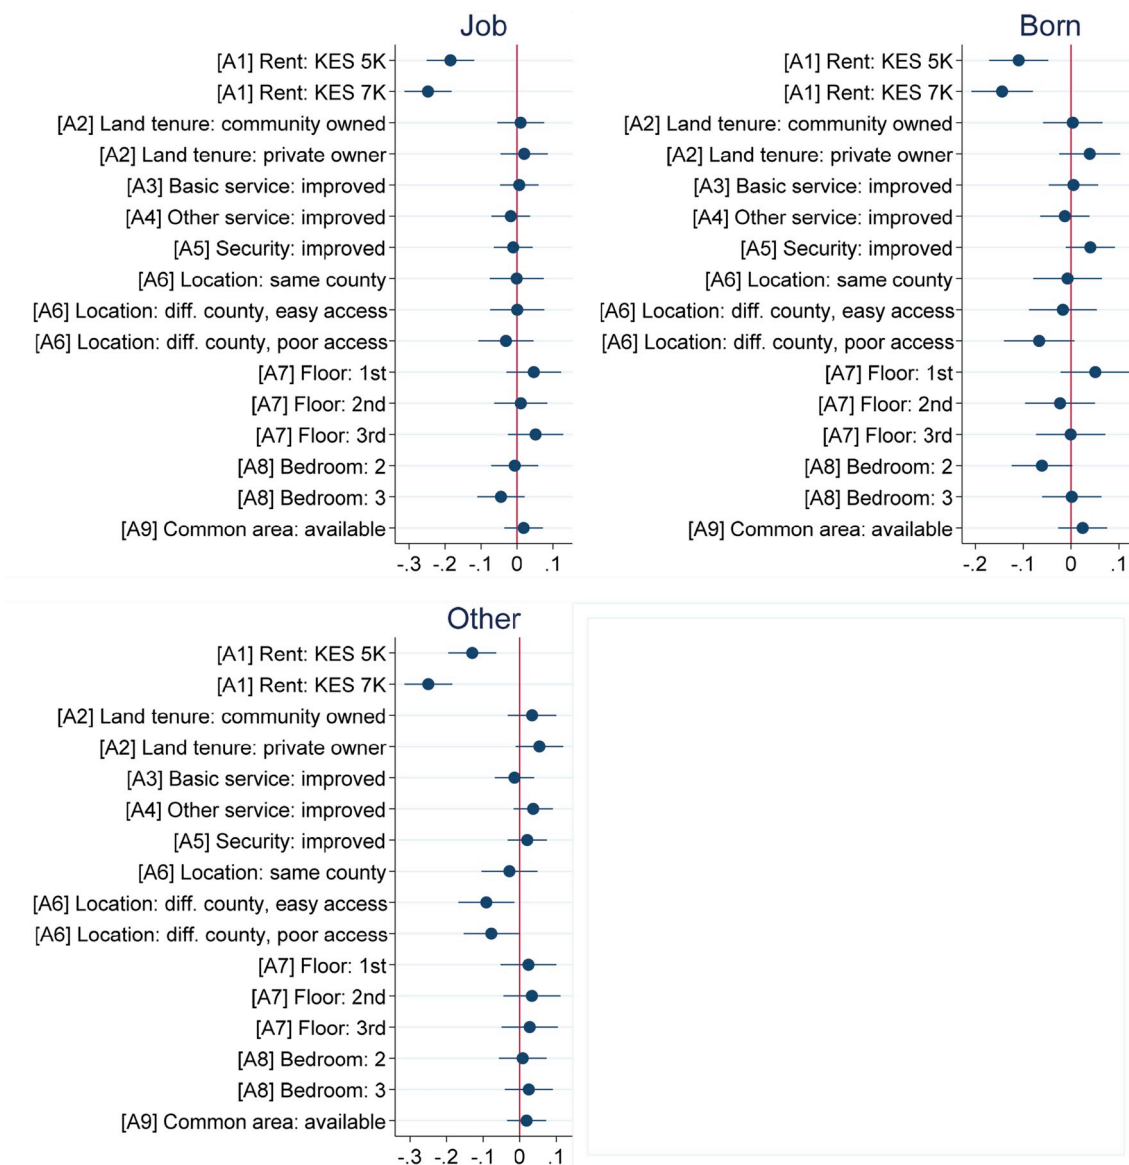 Job
[A1] Rent: KES 5K
[A1] Rent: KES 7K
[A2] Land tenure: community owned
[A2] Land tenure: private owner
[A3] Basic service: improved
[A4] Other service: improved
[A5] Security: improved
[A6] Location: same county
[A6] Location: diff. county, easy access
[A6] Location: diff. county, poor access
[A7] Floor: 1st
[A7] Floor: 2nd
[A7] Floor: 3rd
[A8] Bedroom: 2
[A8] Bedroom: 3
[A9] Common area: available
-.3 -.2 -.1 0 .1
Born
[A1] Rent: KES 5K
[A1] Rent: KES 7K
[A2] Land tenure: community owned
[A2] Land tenure: private owner
[A3] Basic service: improved
[A4] Other service: improved
[A5] Security: improved
[A6] Location: same county
[A6] Location: diff. county, easy access
[A6] Location: diff. county, poor access
[A7] Floor: 1st
[A7] Floor: 2nd
[A7] Floor: 3rd
[A8] Bedroom: 2
[A8] Bedroom: 3
[A9] Common area: available
-.2 -.1 0 .1
Other
[A1] Rent: KES 5K
[A1] Rent: KES 7K
[A2] Land tenure: community owned
[A2] Land tenure: private owner
[A3] Basic service: improved
[A4] Other service: improved
[A5] Security: improved
[A6] Location: same county
[A6] Location: diff. county, easy access
[A6] Location: diff. county, poor access
[A7] Floor: 1st
[A7] Floor: 2nd
[A7] Floor: 3rd
[A8] Bedroom: 2
[A8] Bedroom: 3
[A9] Common area: available
-.3 -.2 -.1 0 .1